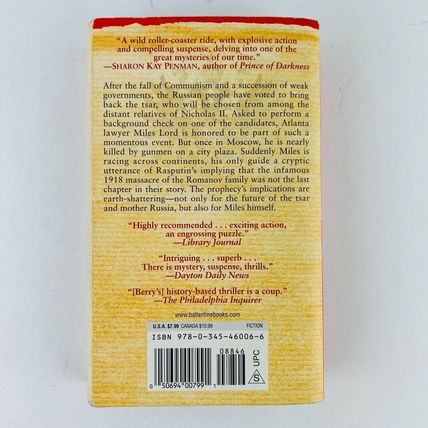 "A wild roller-coaster ride, with explosive action
and compelling suspense, delving into one of the
great mysteries of our time."
—SHARON KAY PENMAN, author of Prince of Darkness
After the fall of Communism and a succession of weak
governments, the Russian people have voted to bring
back the tsar, who will be chosen from among the
distant relatives of Nicholas II. Asked to perform a
background check on one of the candidates, Atlanta
lawyer Miles Lord is honored to be part of such a
momentous event. But once in Moscow, he is nearly
killed by gunmen on a city plaza. Suddenly Miles is
racing across continents, his only guide a cryptic
utterance of Rasputin's implying that the infamous
1918 massacre of the Romanov family was not the last
chapter in their story. The prophecy's implications are
earth-shattering—not only for the future of the tsar
and mother Russia, but also for Miles himself.
"Highly recommended . . . exciting action,
an engrossing puzzle."
—Library Journal
"Intriguing . . . superb . . .
There is mystery, suspense, thrills."
—Dayton Daily News
"[Berry's] history-based thriller is a coup."
—The Philadelphia Inquirer
www.ballantinebooks.com
U.S.A. $7.99 CANADA $10.99 FICTION
ISBN 978-0-345-46006-6
08846
0 50694 00799 1
S UPC